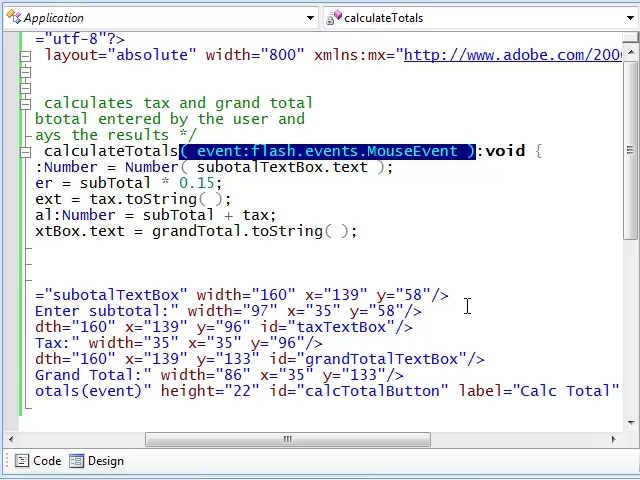 Application
calculateTotals
="utf-8"?>
layout="absolute" width="800" xmlns:mx="http://www.adobe.com/200
calculates tax and grand total
btotal entered by the user and
ays the results */
calculateTotals( event:flash.events.MouseEvent ):void {
:Number = Number( subotalTextBox.text );
er = subTotal * 0.15;
ext = tax.toString( );
al:Number = subTotal + tax;
xtBox.text = grandTotal.toString( );
="subotalTextBox" width="160" x="139" y="58"/>
Enter subtotal:" width="97" x="35" y="58"/>
dth="160" x="139" y="96" id="taxTextBox"/>
Tax:" width="35" x="35" y="96"/>
dth="160" x="139" y="133" id="grandTotalTextBox"/>
Grand Total:" width="86" x="35" y="133"/>
otals(event)" height="22" id="calcTotalButton" label="Calc Total"
Code Design